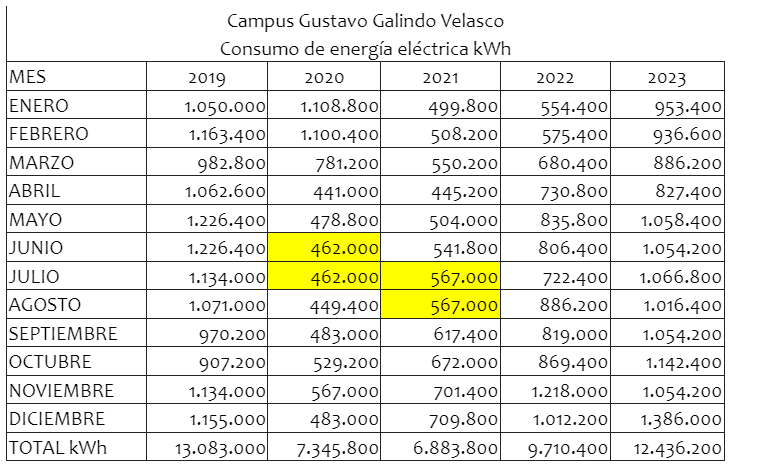 Campus Gustavo Galindo Velasco
Consumo de energía eléctrica kWh
MES 2019 2020 2021 2022 2023
ENERO 1.050.000 1.108.800 499.800 554.400 953.400
FEBRERO 1.163.400 1.100.400 508.200 575.400 936.600
MARZO 982.800 781.200 550.200 680.400 886.200
ABRIL 1.062.600 441.000 445.200 730.800 827.400
MAYO 1.226.400 478.800 504.000 835.800 1.058.400
JUNIO 1.226.400 462.000 541.800 806.400 1.054.200
JULIO 1.134.000 462.000 567.000 722.400 1.066.800
AGOSTO 1.071.000 449.400 567.000 886.200 1.016.400
SEPTIEMBRE 970.200 483.000 617.400 819.000 1.054.200
OCTUBRE 907.200 529.200 672.000 869.400 1.142.400
NOVIEMBRE 1.134.000 567.000 701.400 1.218.000 1.054.200
DICIEMBRE 1.155.000 483.000 709.800 1.012.200 1.386.000
TOTAL kWh 13.083.000 7.345.800 6.883.800 9.710.400 12.436.200